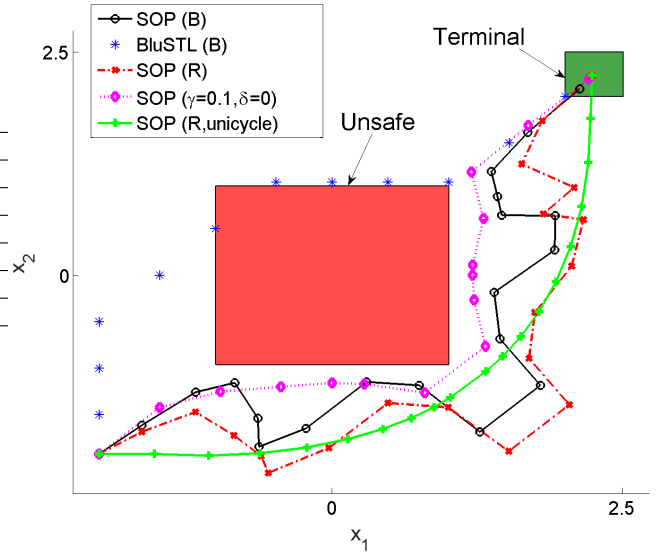 SOP (B)
BluSTL (B)
SOP (R)
SOP (γ=0.1,δ=0)
SOP (R,unicycle)
Terminal
Unsafe
2.5
0
x2
0
2.5
x1